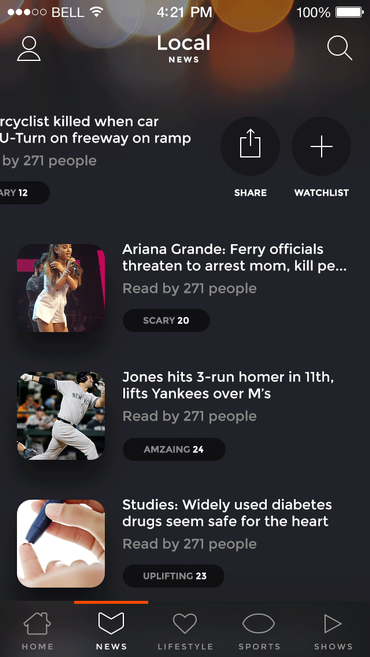 BELL 4:21 PM 100%
Local
NEWS
rcyclist killed when car
U-Turn on freeway on ramp
by 271 people
ARY 12
SHARE
WATCHLIST
Ariana Grande: Ferry officials
threaten to arrest mom, kill pe...
Read by 271 people
SCARY 20
Jones hits 3-run homer in 11th,
lifts Yankees over M's
Read by 271 people
AMZAING 24
Studies: Widely used diabetes
drugs seem safe for the heart
Read by 271 people
UPLIFTING 23
HOME
NEWS
LIFESTYLE
SPORTS
SHOWS